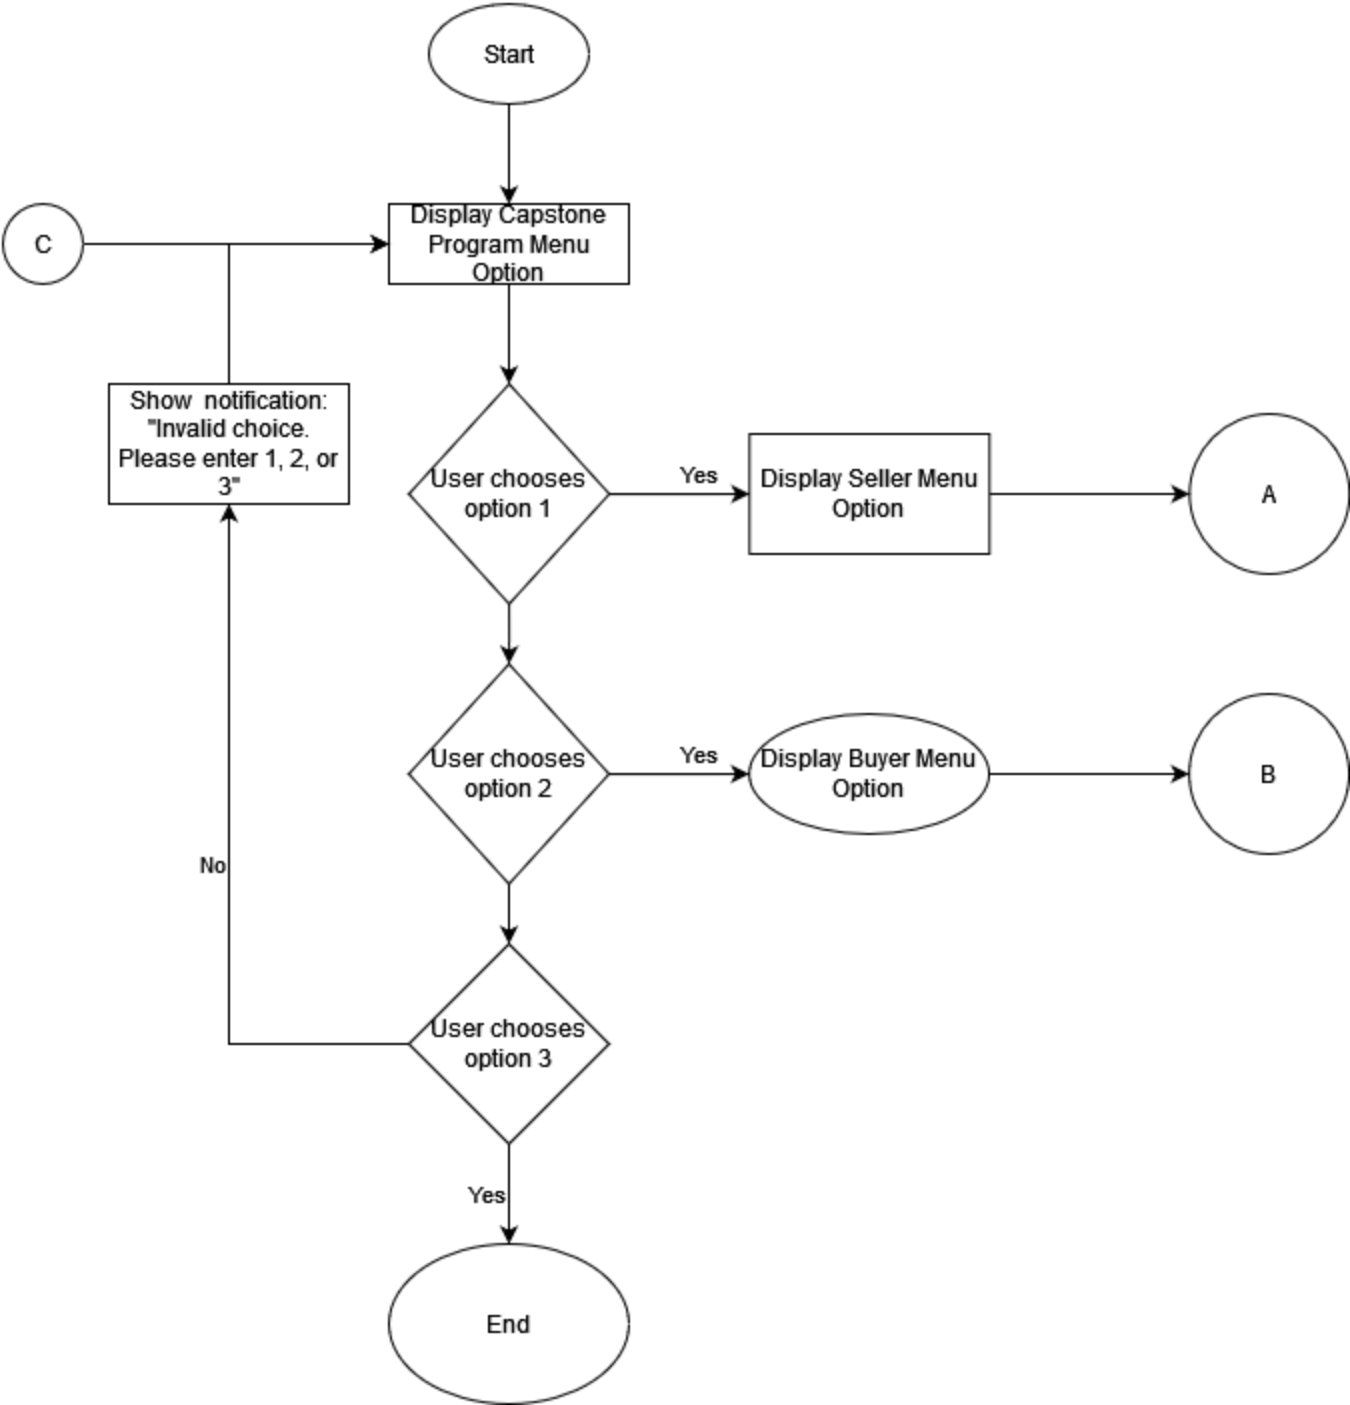 Start
C
Display Capstone
Program Menu
Option
Show  notification:
"Invalid choice.
Please enter 1, 2, or
3"
User chooses
option 1
Yes
Display Seller Menu
Option
A
User chooses
option 2
Yes
Display Buyer Menu
Option
B
No
User chooses
option 3
Yes
End